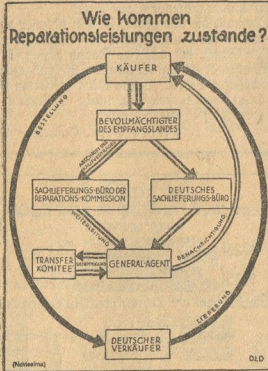 Wie kommen
Reparationsleistungen zustande?
KÄUFER
BESTELLUNG
BEVOLLMÄCHTIGTER
DES EMPFANGSLANDES
SACHLIEFERUNGS-BÜRO DER
REPARATIONS-KOMMISSION
DEUTSCHES
SACHLIEFERUNGS-BÜRO
WEITERLEITUNG
BENACHRICHTIGUNG
TRANSFER
KOMITEE
GENEHMIGUNG
GENERAL-AGENT
LIEFERUNG
DEUTSCHER
VERKÄUFER
DLD